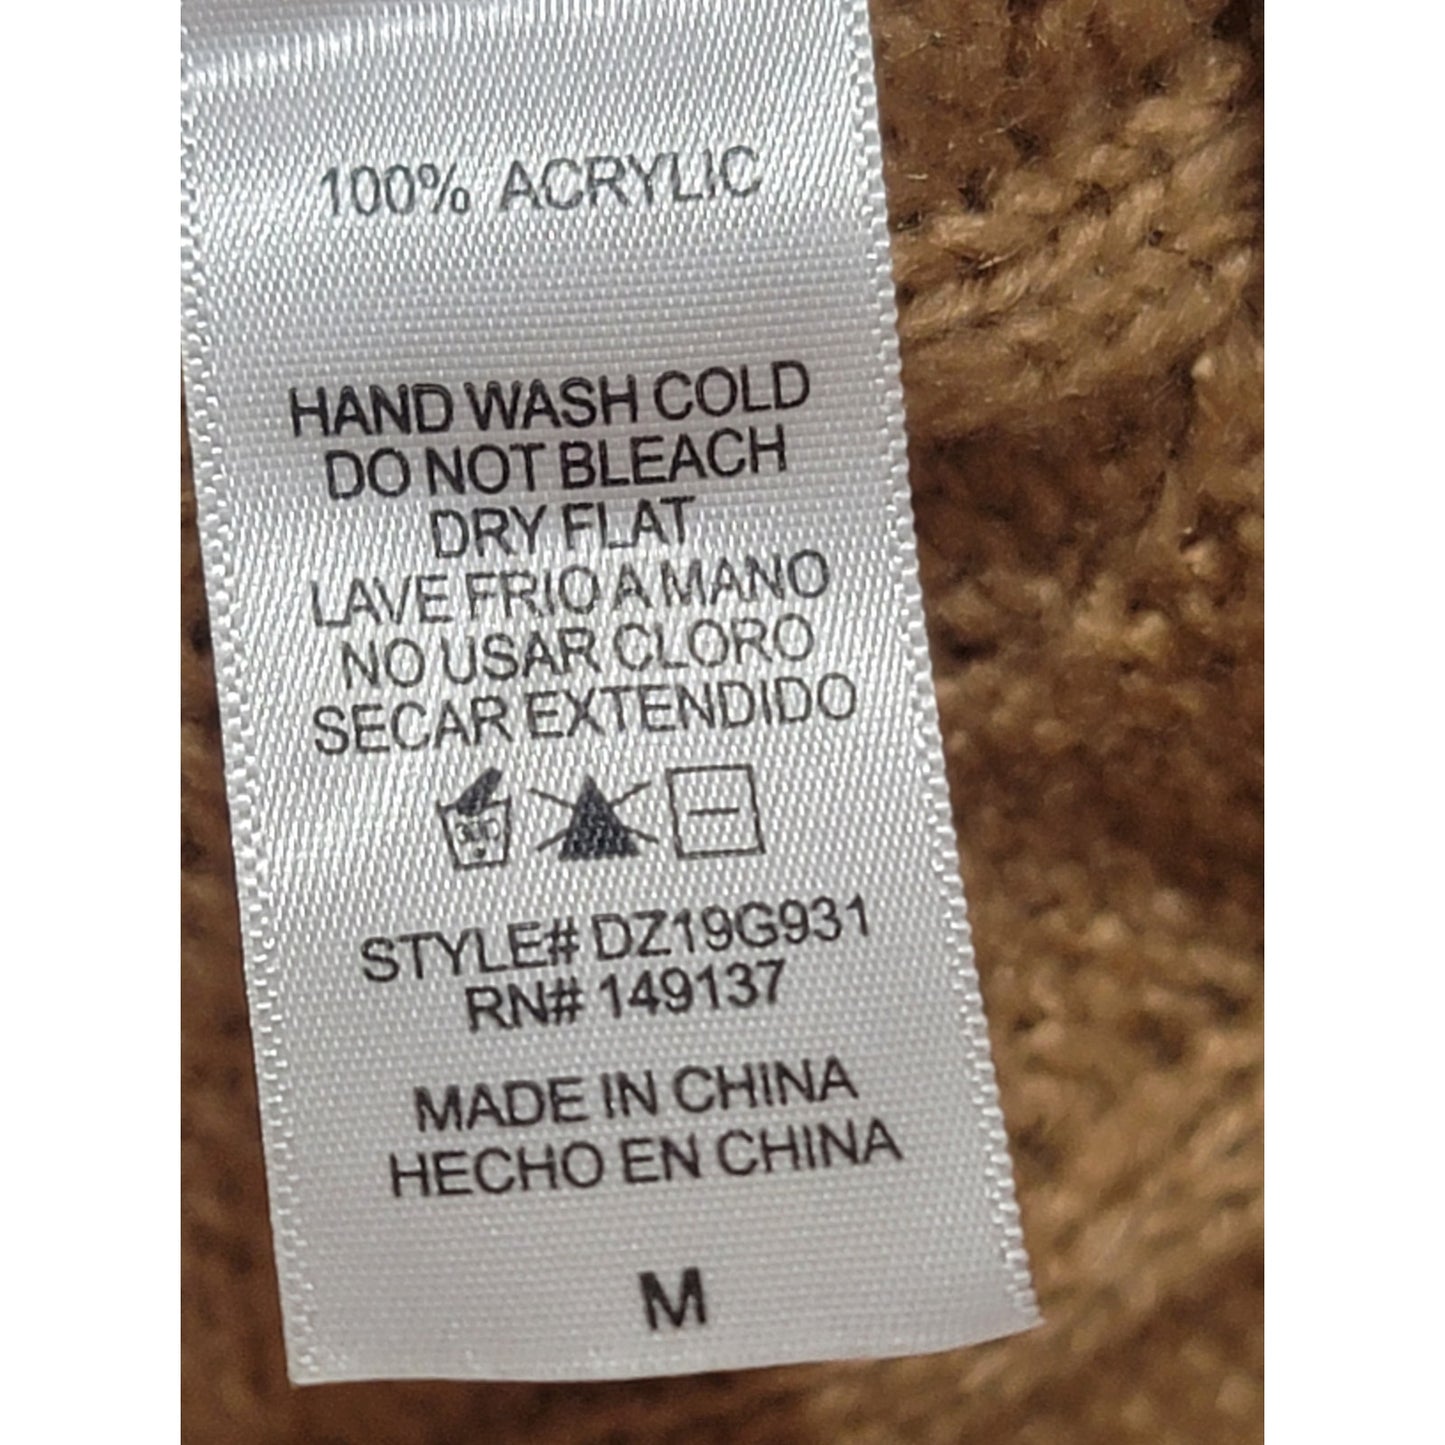 100% ACRYLIC
HAND WASH COLD
DO NOT BLEACH
DRY FLAT
LAVE FRIO A MANO
NO USAR CLORO
SECAR EXTENDIDO
STYLE# DZ19G931
RN# 149137
MADE IN CHINA
HECHO EN CHINA
M